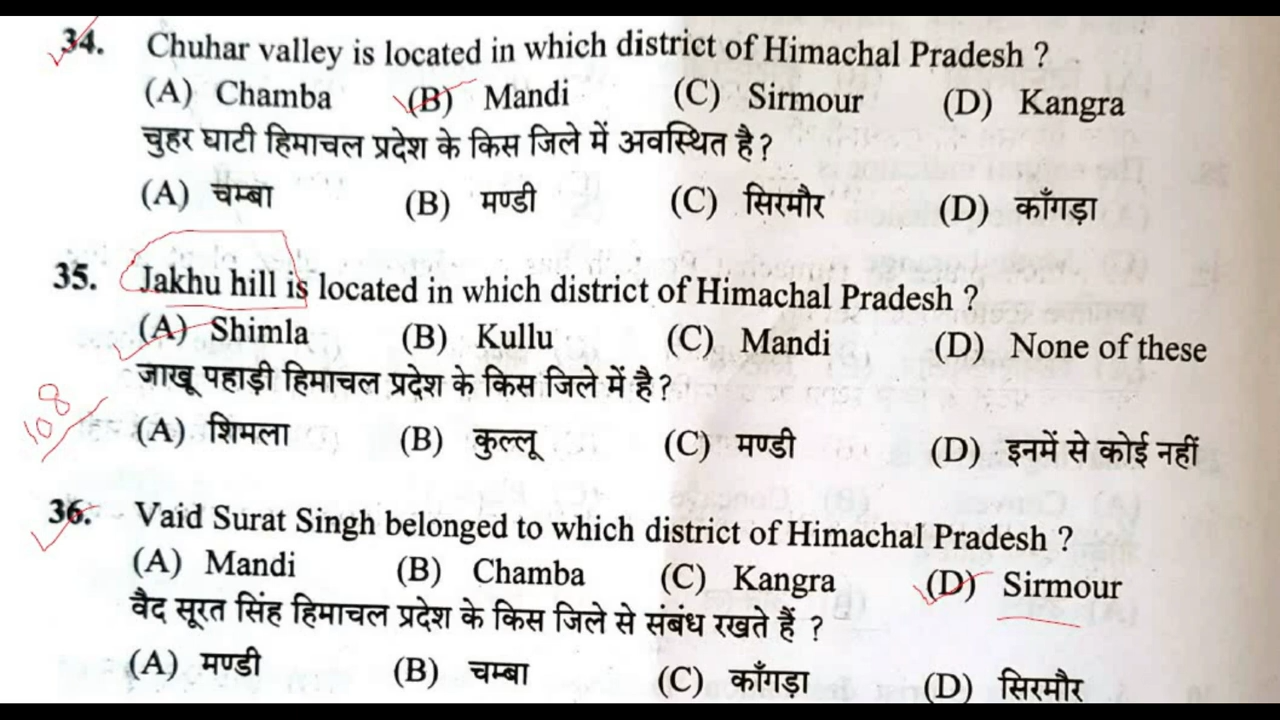 34. Chuhar valley is located in which district of Himachal Pradesh ?
(A) Chamba (B) Mandi (C) Sirmour (D) Kangra
चुहर घाटी हिमाचल प्रदेश के किस जिले में अवस्थित है?
(A) चम्बा (B) मण्डी (C) सिरमौर (D) काँगड़ा
35. Jakhu hill is located in which district of Himachal Pradesh ?
(A) Shimla (B) Kullu (C) Mandi (D) None of these
जाखू पहाड़ी हिमाचल प्रदेश के किस जिले में है?
108
(A) शिमला (B) कुल्लू (C) मण्डी (D) इनमें से कोई नहीं
36. Vaid Surat Singh belonged to which district of Himachal Pradesh ?
(A) Mandi (B) Chamba (C) Kangra (D) Sirmour
वैद सूरत सिंह हिमाचल प्रदेश के किस जिले से संबंध रखते हैं ?
(A) मण्डी (B) चम्बा (C) काँगड़ा (D) सिरमौर